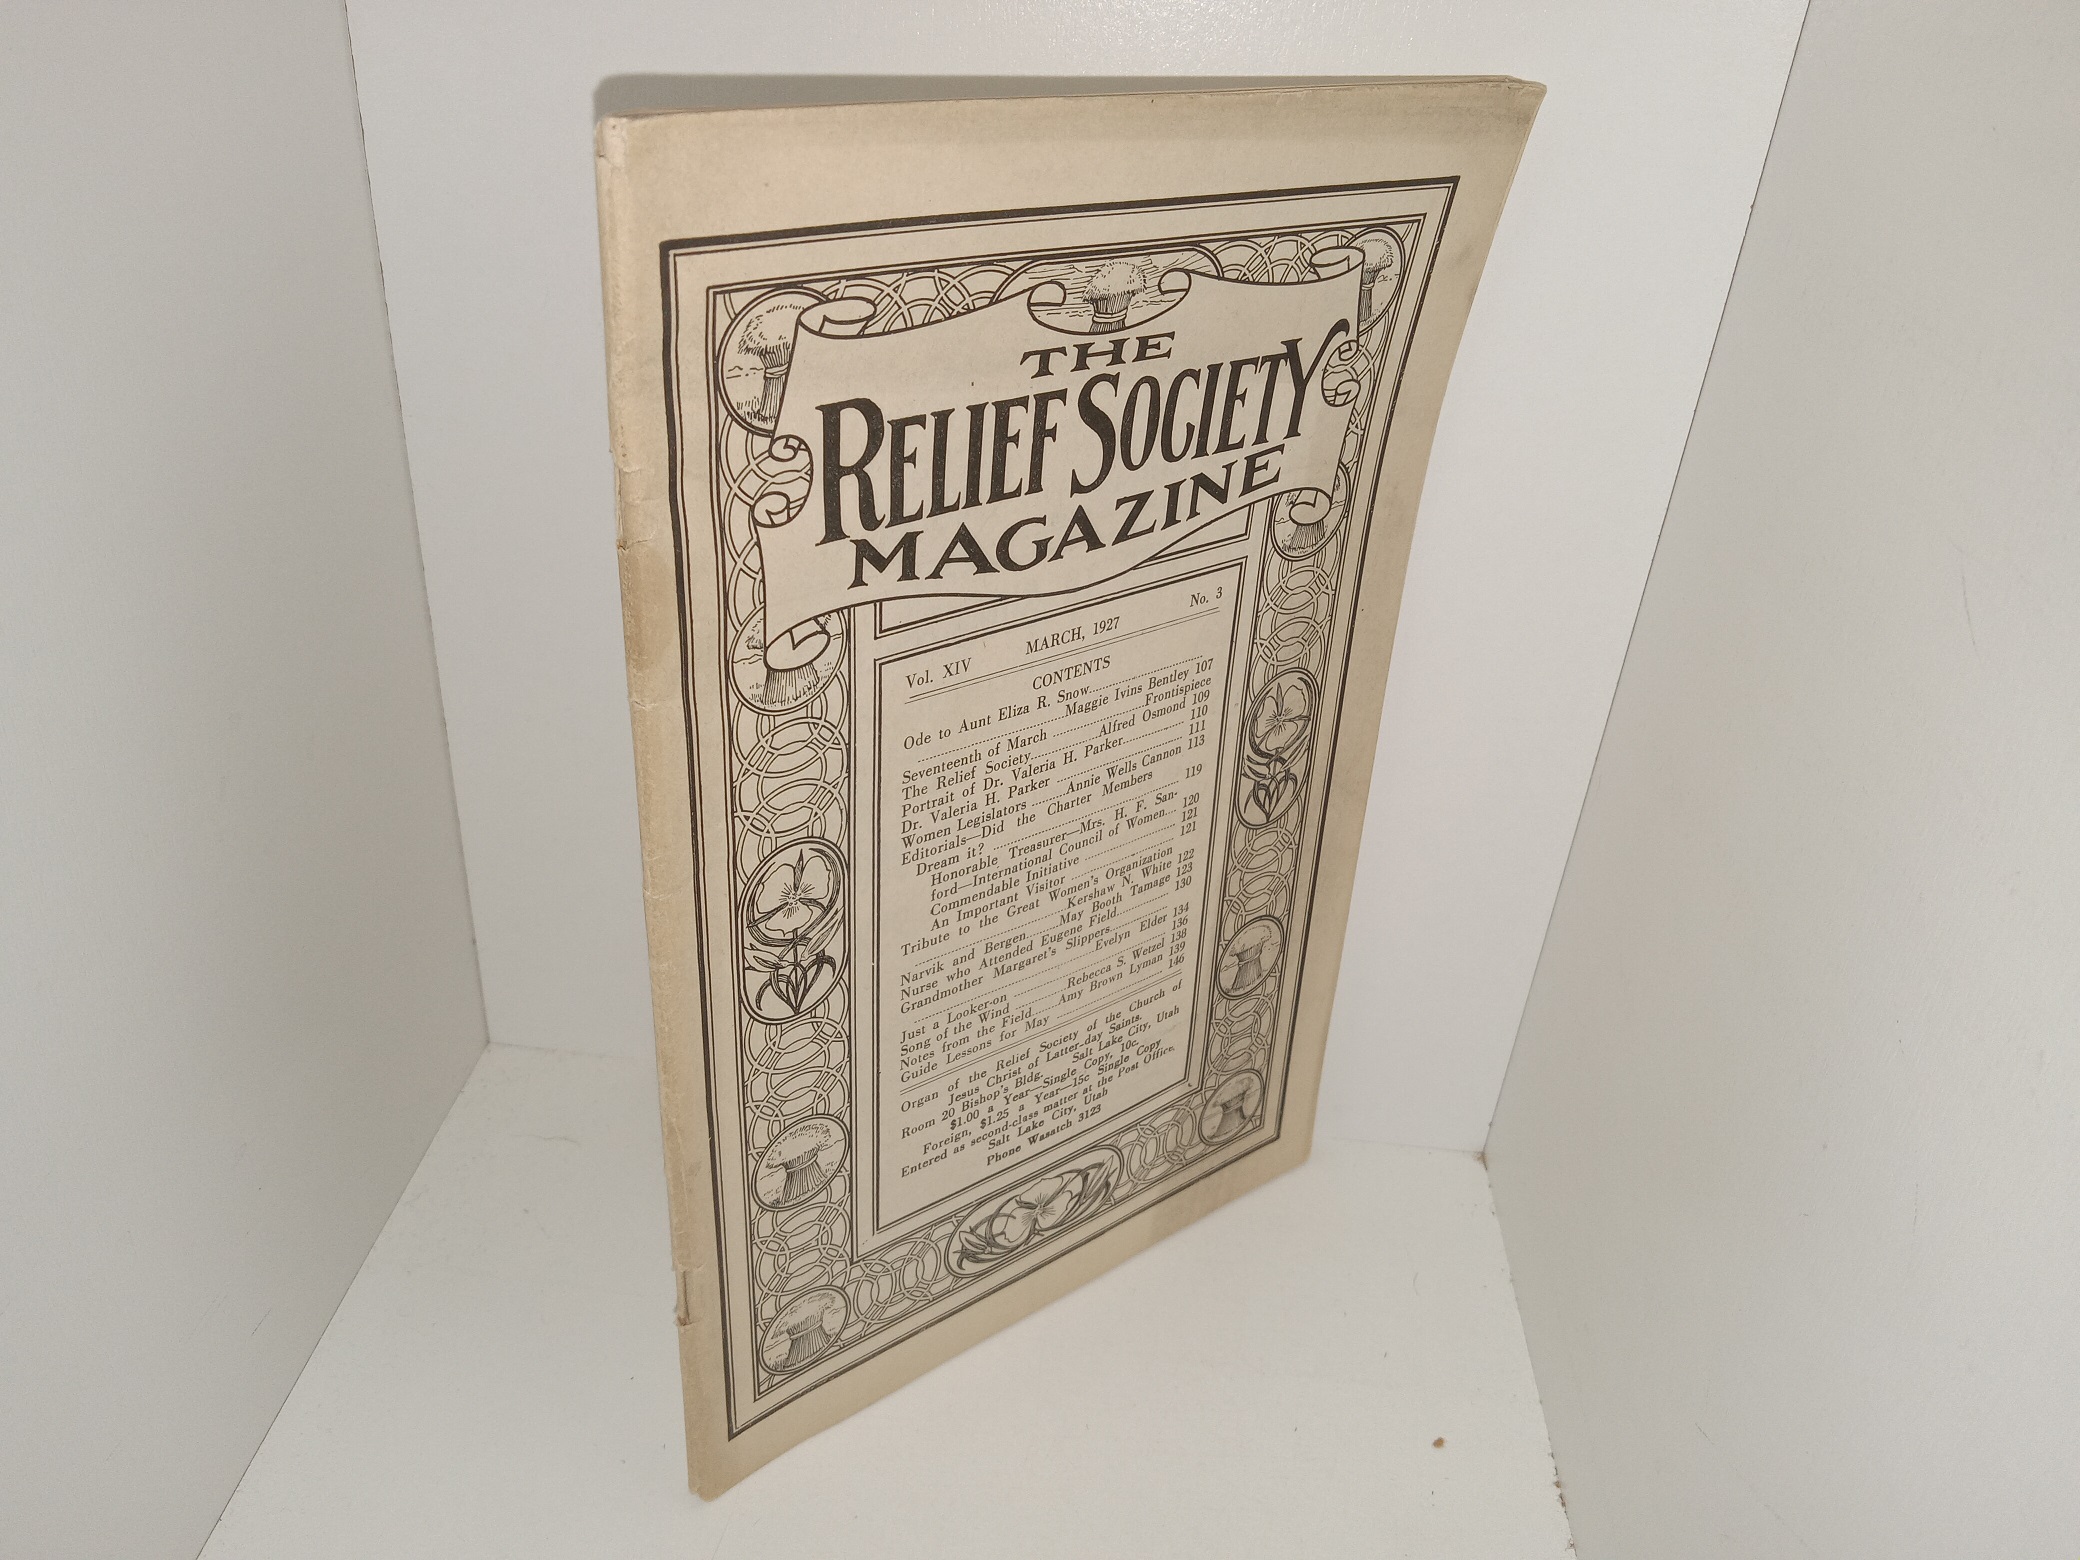 THE
RELIEF SOCIETY
MAGAZINE
Vol. XIV MARCH, 1927 No. 3
CONTENTS
Ode to Aunt Eliza R. Snow
Maggie Ivins Bentley 107
Seventeenth of March Frontispiece
The Relief Society Alfred Osmond 109
Portrait of Dr. Valeria H. Parker 110
Dr. Valeria H. Parker 111
Women Legislators Annie Wells Cannon 113
Editorials—Did the Charter Members
Dream it? 119
Honorable Treasurer—Mrs. H. F. San-
ford—International Council of Women 120
Commendable Initiative 121
An Important Visitor 121
Tribute to the Great Women's Organization
Kershaw N. White 122
Narvik and Bergen May Booth Tamage 123
Nurse who Attended Eugene Field 130
Grandmother Margaret's Slippers
Evelyn Elder 134
Just a Looker-on 136
Song of the Wind Rebecca S. Wetzel 138
Notes from the Field Amy Brown Lyman 139
Guide Lessons for May 146
Organ of the Relief Society of the Church of
Jesus Christ of Latter-day Saints.
Room 20 Bishop's Bldg. Salt Lake City, Utah
$1.00 a Year—Single Copy, 10c.
Foreign, $1.25 a Year—15c Single Copy
Entered as second-class matter at the Post Office,
Salt Lake City, Utah
Phone Wasatch 3123